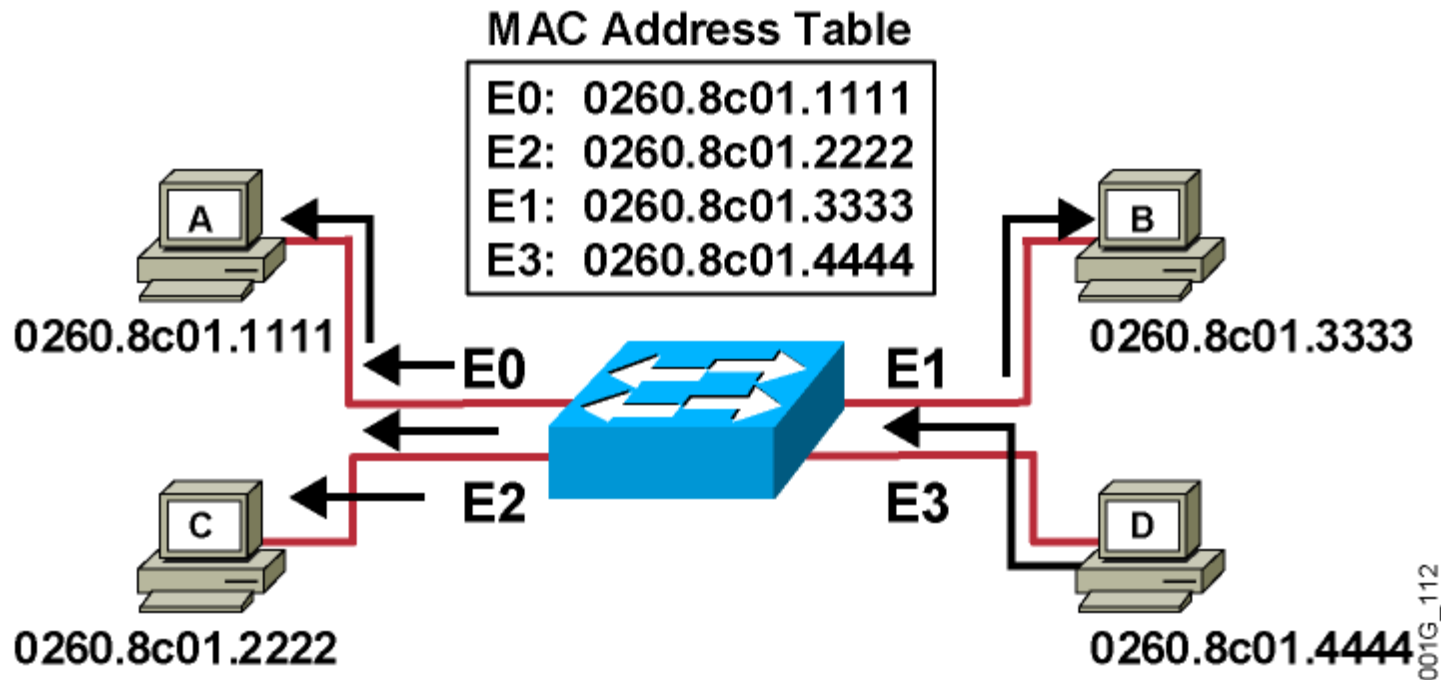 MAC Address Table
E0: 0260.8c01.1111
E2: 0260.8c01.2222
E1: 0260.8c01.3333
E3: 0260.8c01.4444
A
B
0260.8c01.1111
0260.8c01.3333
E0
E1
E2
E3
C
D
0260.8c01.2222
0260.8c01.4444
001G_112